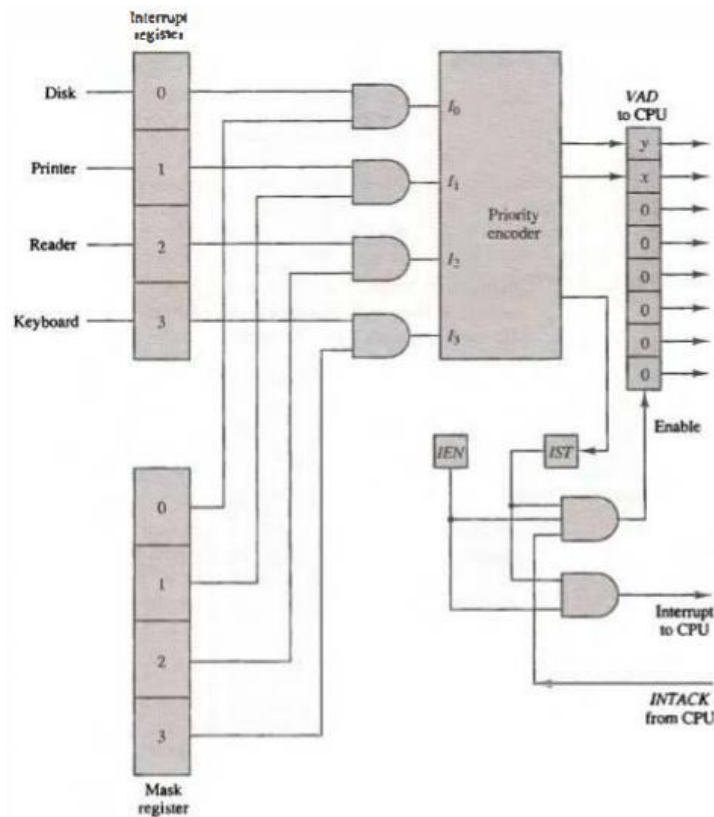 Interrupt
register
Disk
0
I0
Printer
1
I1
Reader
2
I2
Keyboard
3
I3
Priority
encoder
VAD
to CPU
y
x
0
0
0
0
0
0
Enable
IEN
IST
Interrupt
to CPU
INTACK
from CPU
0
1
2
3
Mask
register